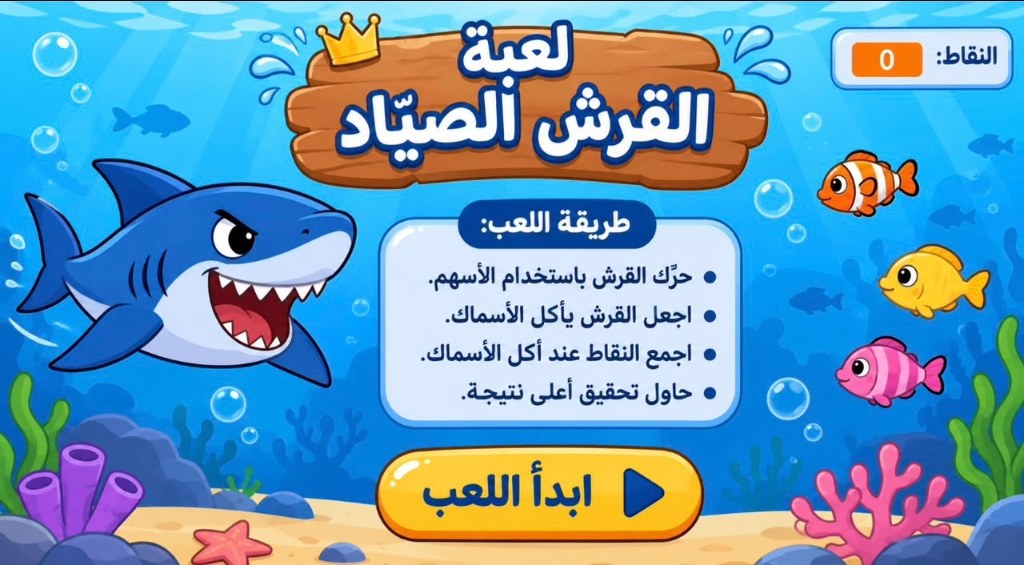 لعبة
القرش الصيّاد
النقاط: 0
طريقة اللعب:
• حرَّك القرش باستخدام الأسهم.
• اجعل القرش يأكل الأسماك.
• اجمع النقاط عند أكل الأسماك.
• حاول تحقيق أعلى نتيجة.
ابدأ اللعب